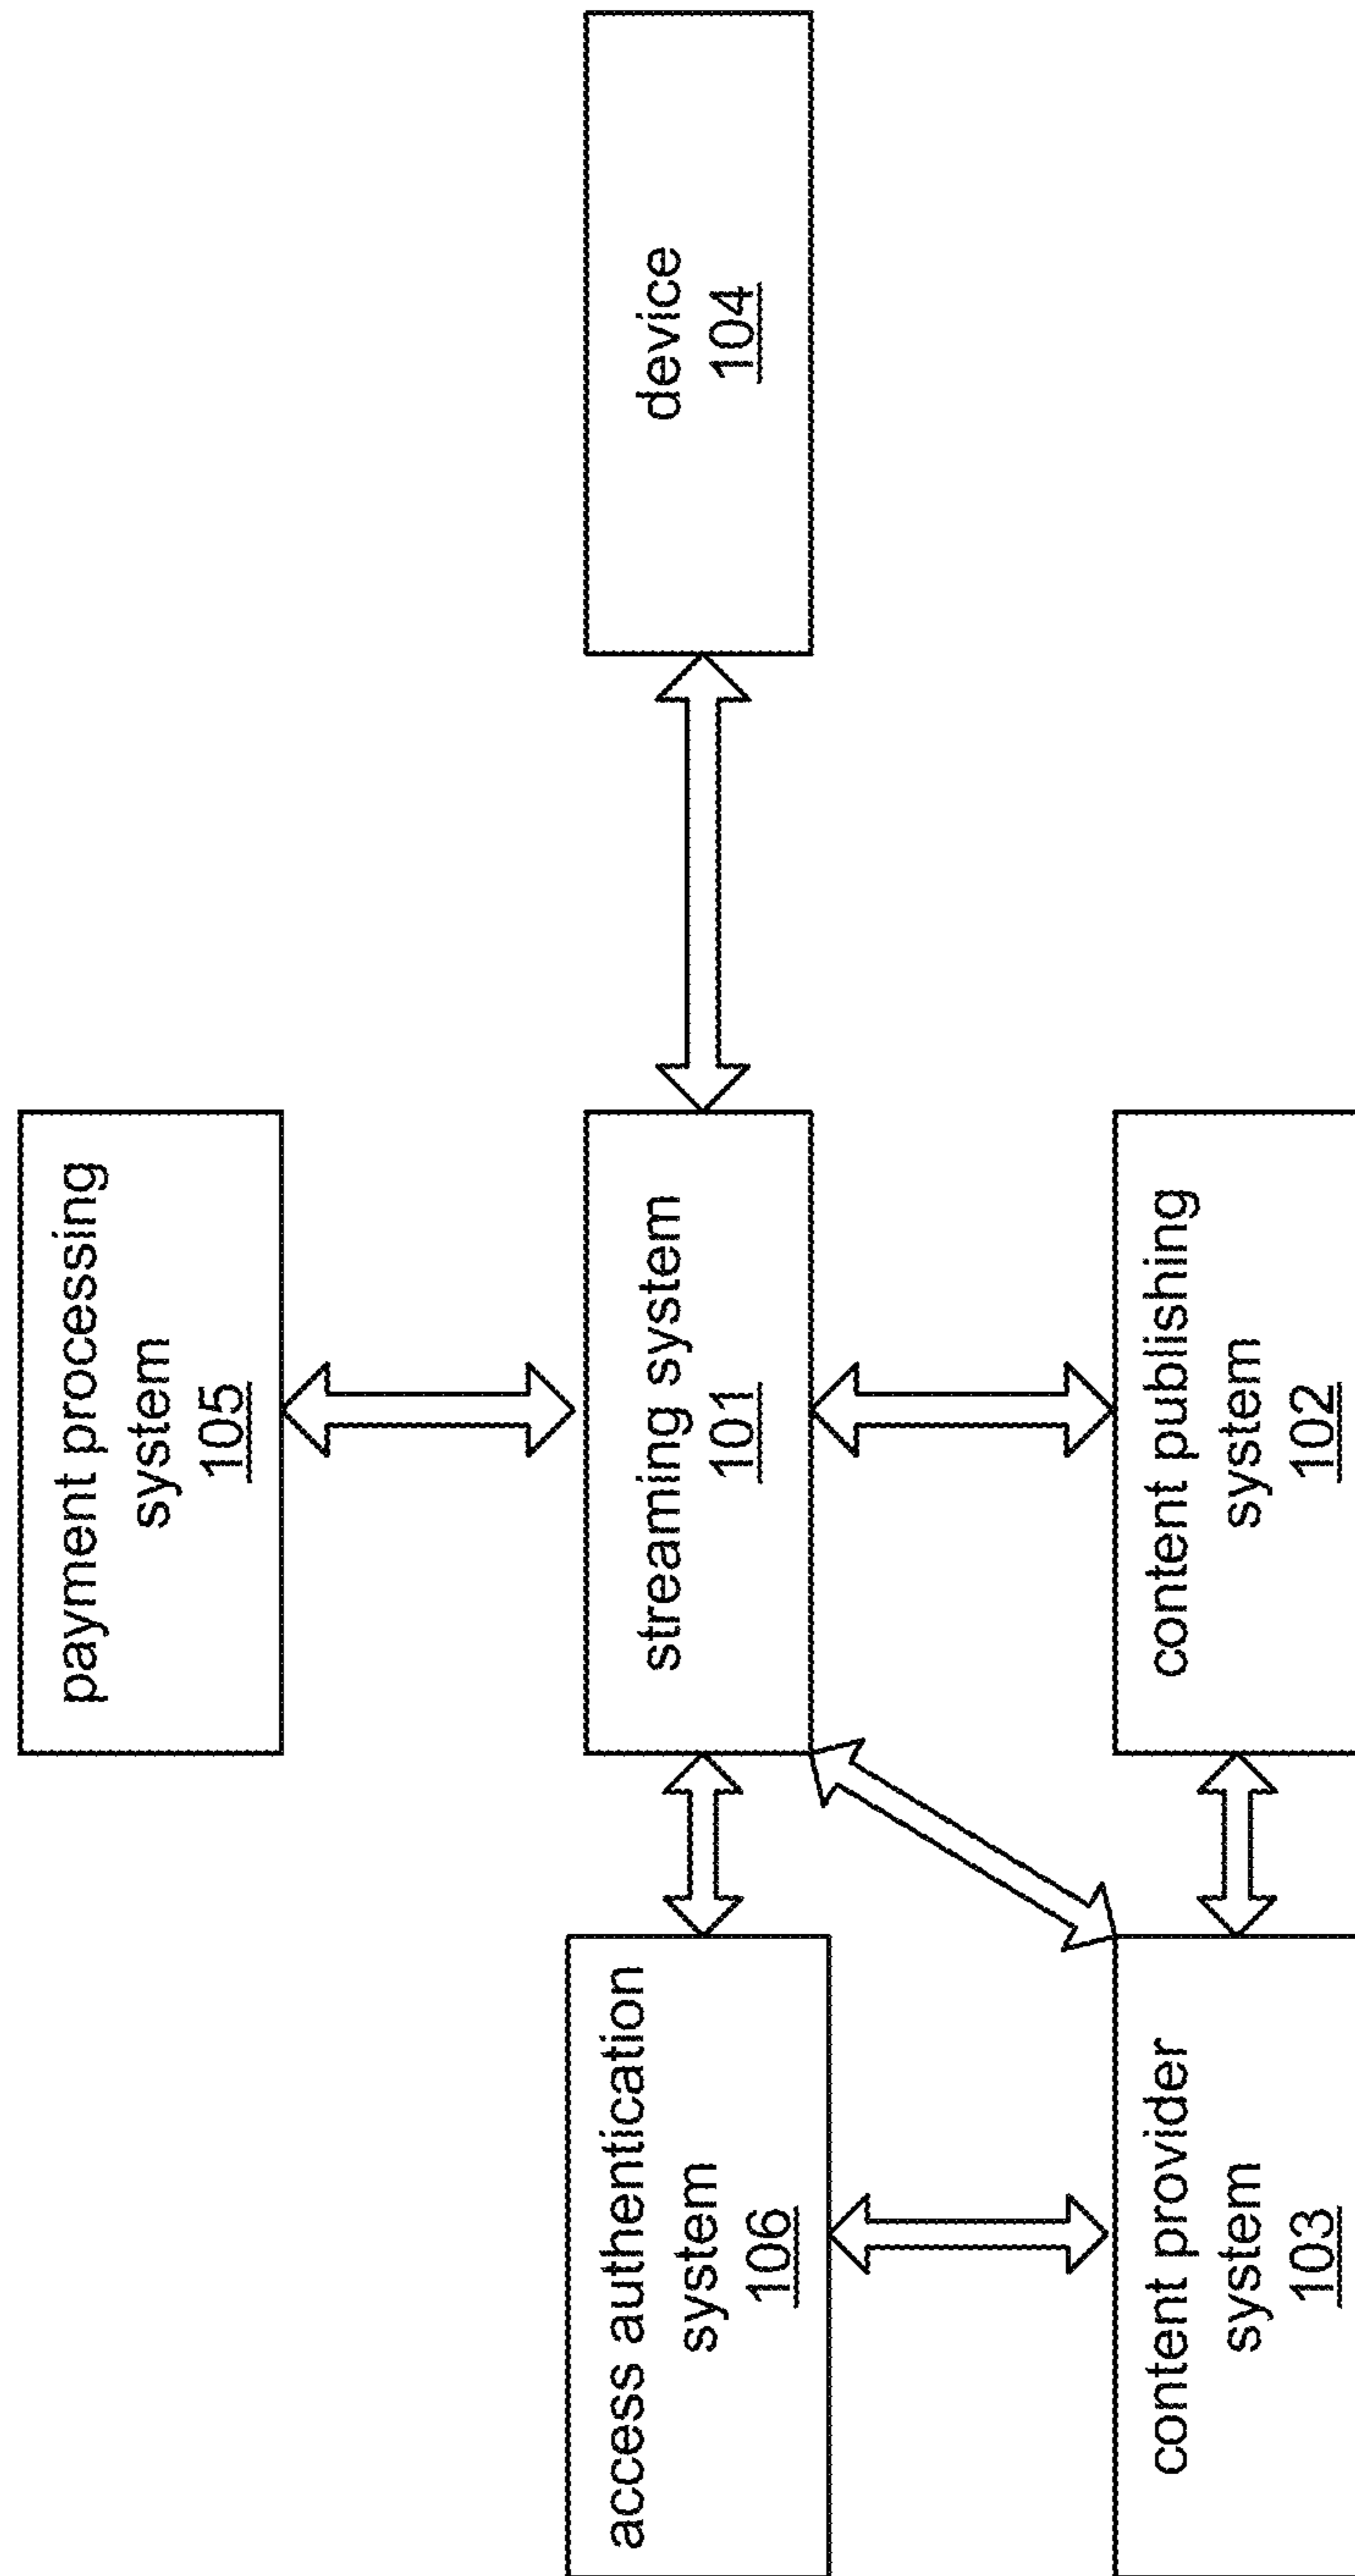 payment processing
system
105
access authentication
system
106
streaming system
101
device
104
content provider
system
103
content publishing
system
102